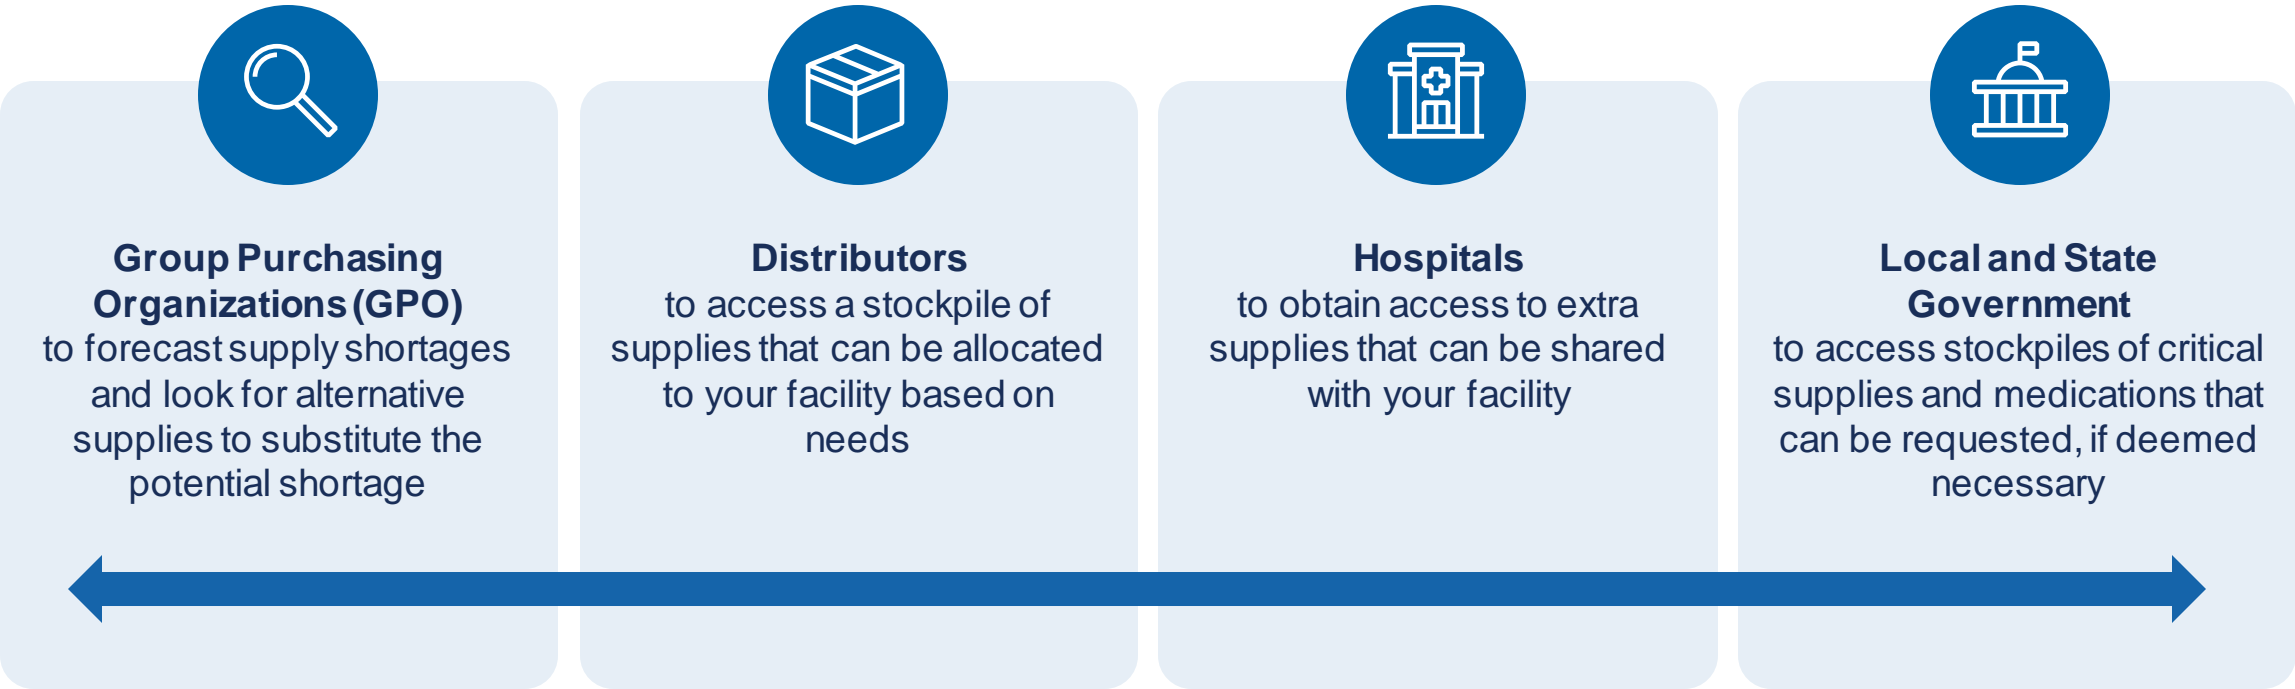 Group Purchasing
Organizations (GPO)
to forecast supply shortages
and look for alternative
supplies to substitute the
potential shortage
Distributors
to access a stockpile of
supplies that can be allocated
to your facility based on
needs
Hospitals
to obtain access to extra
supplies that can be shared
with your facility
Local and State
Government
to access stockpiles of critical
supplies and medications that
can be requested, if deemed
necessary